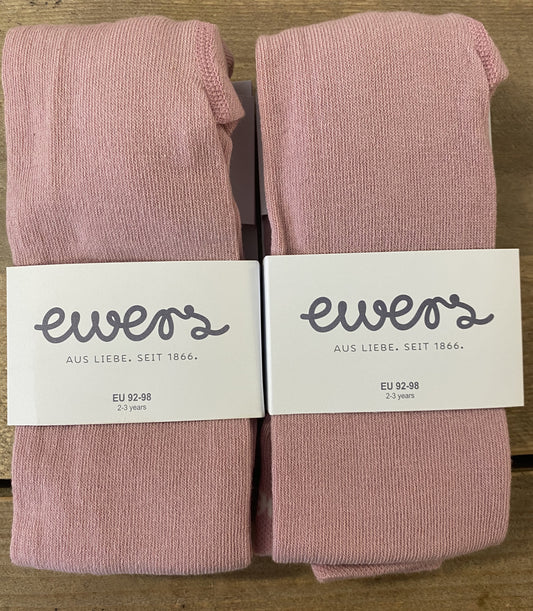 ewers
AUS LIEBE. SEIT 1866.
EU 92-98
2-3 years
ewers
AUS LIEBE. SEIT 1866.
EU 92-98
2-3 years